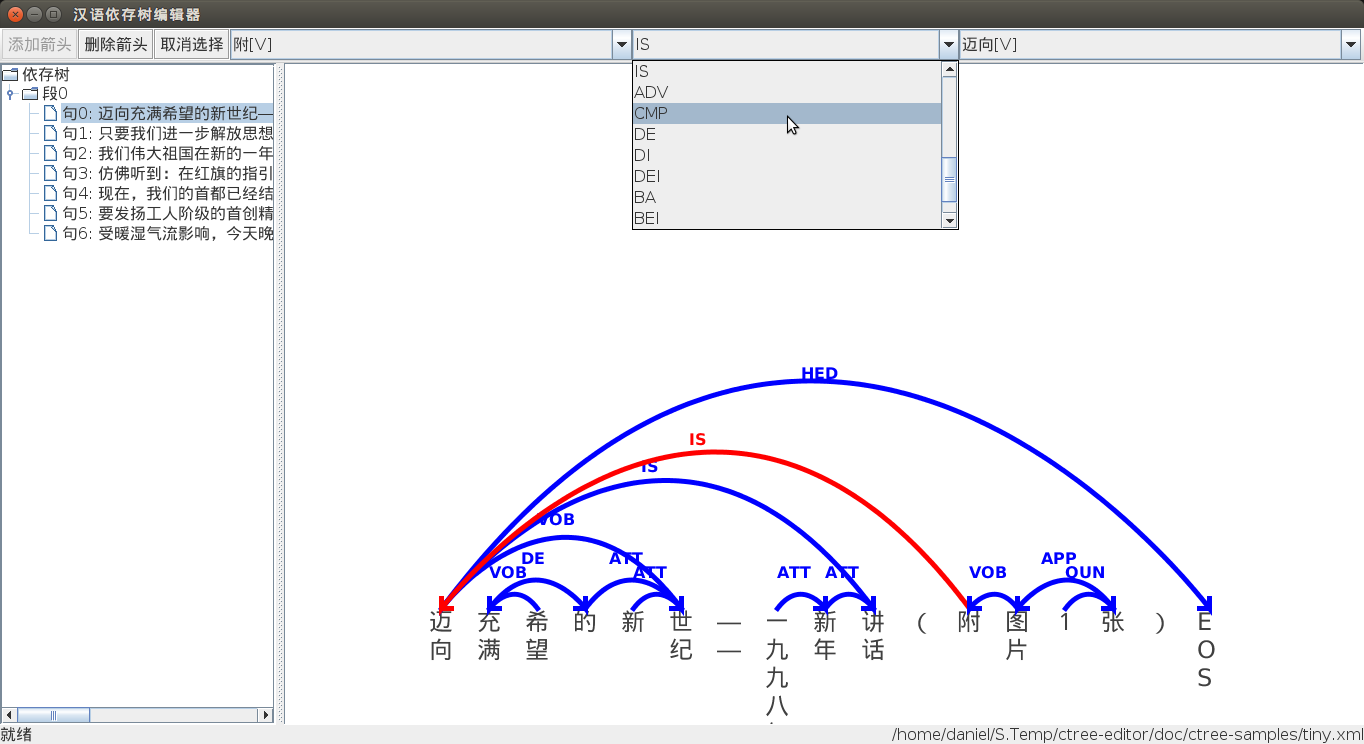 汉语依存树编辑器
添加箭头 删除箭头 取消选择 附[V] IS 迈向[V]
依存树
段0
句0: 迈向充满希望的新世纪—
句1: 只要我们进一步解放思想
句2: 我们伟大祖国在新的一年
句3: 仿佛听到: 在红旗的指引
句4: 现在，我们的首都已经结
句5: 要发扬工人阶级的首创精
句6: 受暖湿气流影响，今天晚
IS
ADV
CMP
DE
DI
DEI
BA
BEI
HED
IS
IS
VOB
DE ATT APP
VOB ATT ATT ATT VOB QUN
迈向 充满 希望 的 新 世纪 —— 一九九八 新年 讲话 ( 附 图片 1 张 ) EOS
就绪 /home/daniel/S.Temp/ctree-editor/doc/ctree-samples/tiny.xml